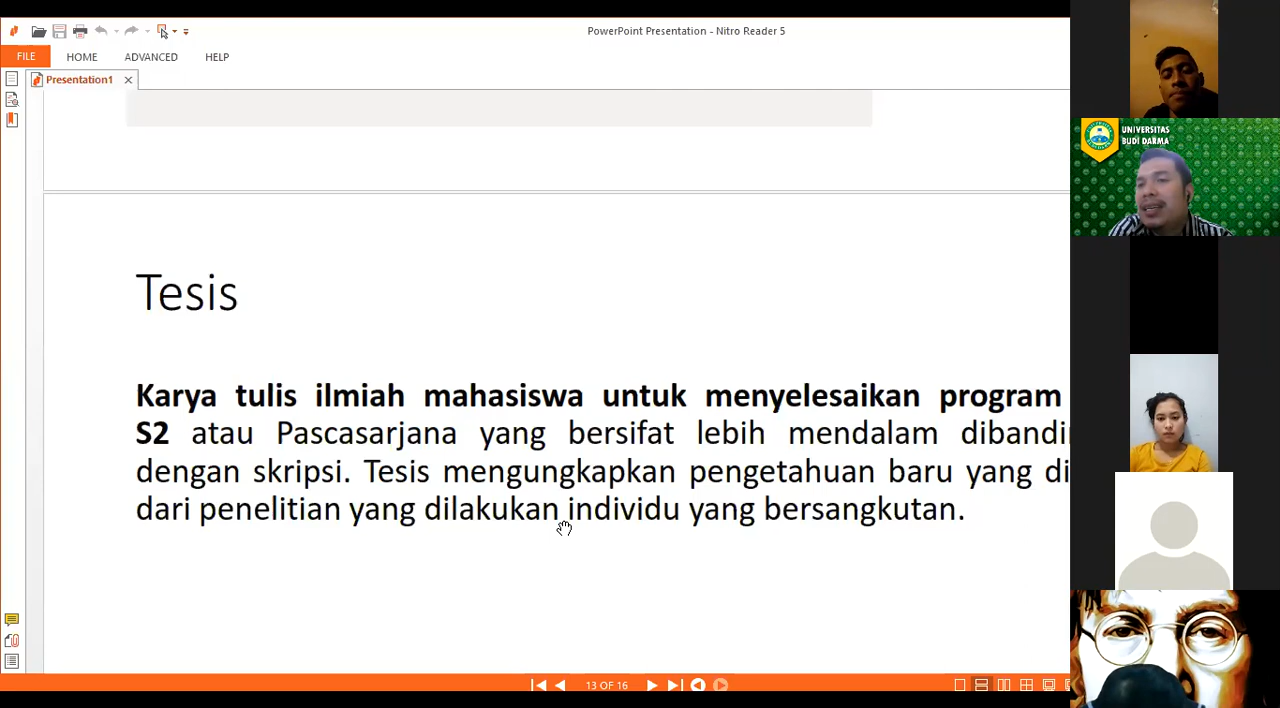 PowerPoint Presentation - Nitro Reader 5
FILE HOME ADVANCED HELP
Presentation1
UNIVERSITAS
BUDI DARMA
Tesis
Karya tulis ilmiah mahasiswa untuk menyelesaikan program
S2 atau Pascasarjana yang bersifat lebih mendalam
dengan skripsi. Tesis mengungkapkan pengetahuan baru yang
dari penelitian yang dilakukan individu yang bersangkutan.
13 OF 16